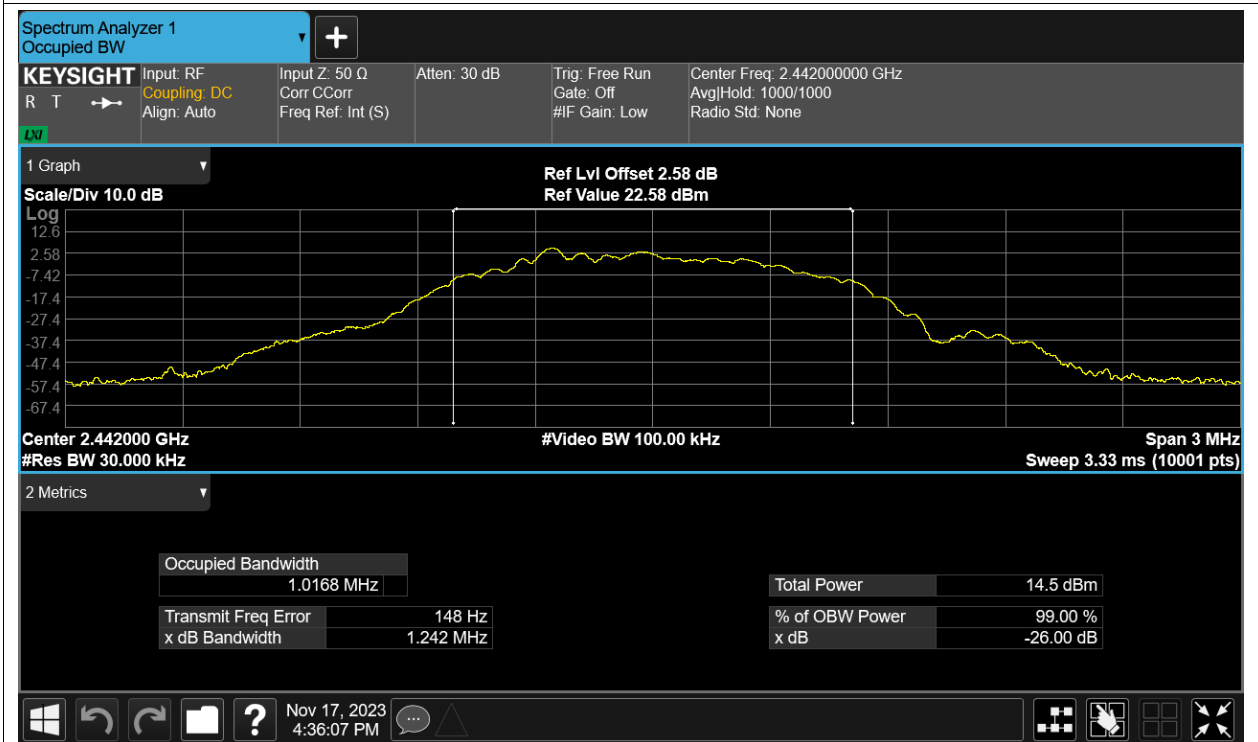 Spectrum Analyzer 1
Occupied BW
KEYSIGHT
R T
LXI
Input: RF
Coupling: DC
Align: Auto
Input Z: 50 Ω
Corr CCorr
Freq Ref: Int (S)
Atten: 30 dB
Trig: Free Run
Gate: Off
#IF Gain: Low
Center Freq: 2.442000000 GHz
Avg|Hold: 1000/1000
Radio Std: None
1 Graph
Scale/Div 10.0 dB
Ref Lvl Offset 2.58 dB
Ref Value 22.58 dBm
Log
12.6
2.58
-7.42
-17.4
-27.4
-37.4
-47.4
-57.4
-67.4
Center 2.442000 GHz
#Res BW 30.000 kHz
#Video BW 100.00 kHz
Span 3 MHz
Sweep 3.33 ms (10001 pts)
2 Metrics
Occupied Bandwidth
1.0168 MHz
Transmit Freq Error 148 Hz
x dB Bandwidth 1.242 MHz
Total Power 14.5 dBm
% of OBW Power 99.00 %
x dB -26.00 dB
?
Nov 17, 2023
4:36:07 PM